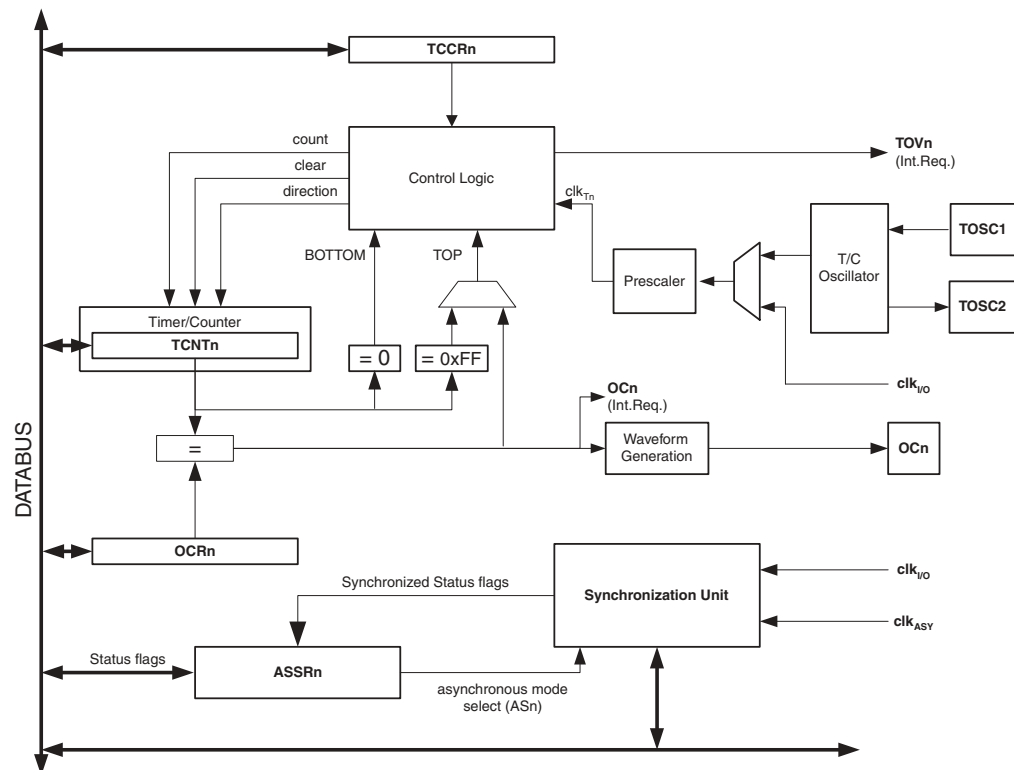 TCCRn
count
clear
direction
Control Logic
TOVn
(Int.Req.)
clkTn
TOSC1
T/C
Oscillator
Prescaler
BOTTOM
TOP
TOSC2
Timer/Counter
TCNTn
= 0
= 0xFF
clkI/O
OCn
(Int.Req.)
Waveform
Generation
OCn
=
DATABUS
OCRn
Synchronized Status flags
Synchronization Unit
clkI/O
clkASY
Status flags
ASSRn
asynchronous mode
select (ASn)